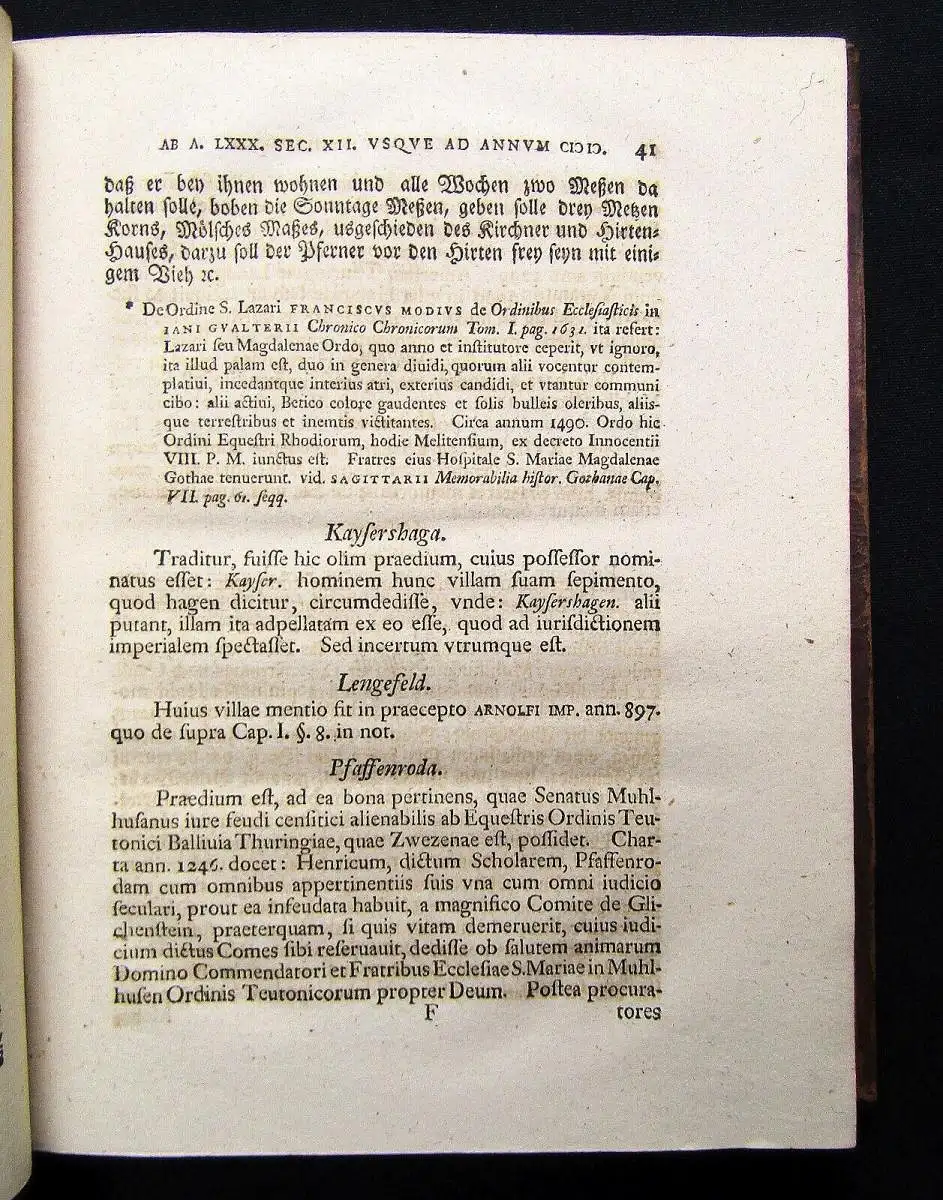 AB A. LXXX. SEC. XII. VSQVE AD ANNVM CIƆIƆ. 41
daß er bey ihnen wohnen und alle Wochen zwo Meßen da
halten solle, boben die Sonntage Meßen, geben solle drey Metzen
Korns, Mölsches Maßes, usgeschieden des Kirchner und Hirten-
Hauses, darzu soll der Pferner vor den Hirten frey seyn mit eini-
gem Vieh ꝛc.
* De Ordine S. Lazari FRANCISCVS MODIVS de Ordinibus Ecclesiasticis in
IANI GVALTERII Chronico Chronicorum Tom. I. pag. 1631. ita refert:
Lazari seu Magdalenae Ordo, quo anno et institutore ceperit, vt ignoro,
ita illud palam est, duo in genera diuidi, quorum alii vocentur contem-
platiui, incedantque interius atri, exterius candidi, et vtantur communi
cibo: alii actiui, Betico colore gaudentes et solis bulleis oleribus, aliis-
que terrestribus et inemtis victitantes. Circa annum 1490. Ordo hic
Ordini Equestri Rhodiorum, hodie Melitensium, ex decreto Innocentii
VIII. P. M. iunctus est. Fratres eius Hospitale S. Mariae Magdalenae
Gothae tenuerunt. vid. SAGITTARII Memorabilia histor. Gothanae Cap.
VII. pag. 61. seqq.
Kaysershaga.
Traditur, fuisse hic olim praedium, cuius possessor nomi-
natus esset: Kayser. hominem hunc villam suam sepimento,
quod hagen dicitur, circumdedisse, vnde: Kaysershagen. alii
putant, illam ita adpellatam ex eo esse, quod ad iurisdictionem
imperialem spectasset. Sed incertum vtrumque est.
Lengefeld.
Huius villae mentio fit in praecepto ARNOLFI IMP. ann. 897.
quo de supra Cap. I. §. 8. in not.
Pfaffenroda.
Praedium est, ad ea bona pertinens, quae Senatus Muhl-
husanus iure feudi censitici alienabilis ab Equestris Ordinis Teu-
tonici Balliuia Thuringiae, quae Zwezenae est, possidet. Char-
ta ann. 1246. docet: Henricum, dictum Scholarem, Pfaffenro-
dam cum omnibus appertinentiis suis vna cum omni iudicio
seculari, prout ea infeudata habuit, a magnifico Comite de Gli-
chenstein, praeterquam, si quis vitam demeruerit, cuius iudi-
cium dictus Comes sibi reseruauit, dedisse ob salutem animarum
Domino Commendatori et Fratribus Ecclesiae S. Mariae in Muhl-
husen Ordinis Teutonicorum propter Deum. Postea procura-
F tores